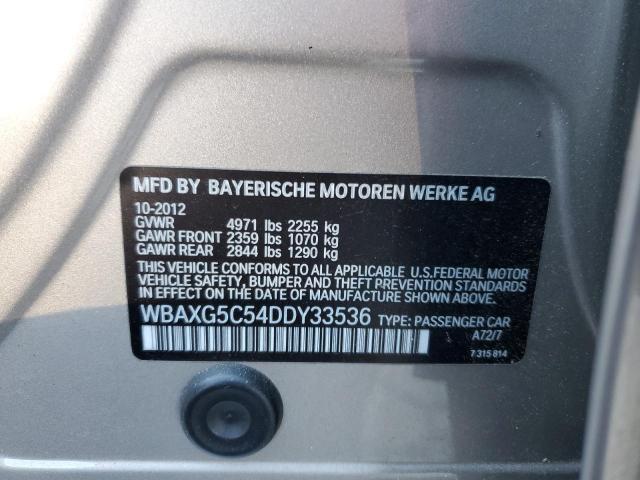 MFD BY BAYERISCHE MOTOREN WERKE AG
10-2012
GVWR 4971 lbs 2255 kg
GAWR FRONT 2359 lbs 1070 kg
GAWR REAR 2844 lbs 1290 kg
THIS VEHICLE CONFORMS TO ALL APPLICABLE U.S.FEDERAL MOTOR
VEHICLE SAFETY, BUMPER AND THEFT PREVENTION STANDARDS
IN EFFECT ON THE DATE OF MANUFACTURE SHOWN ABOVE.
WBAXG5C54DDY33536 TYPE: PASSENGER CAR
A72/7
7 315 814